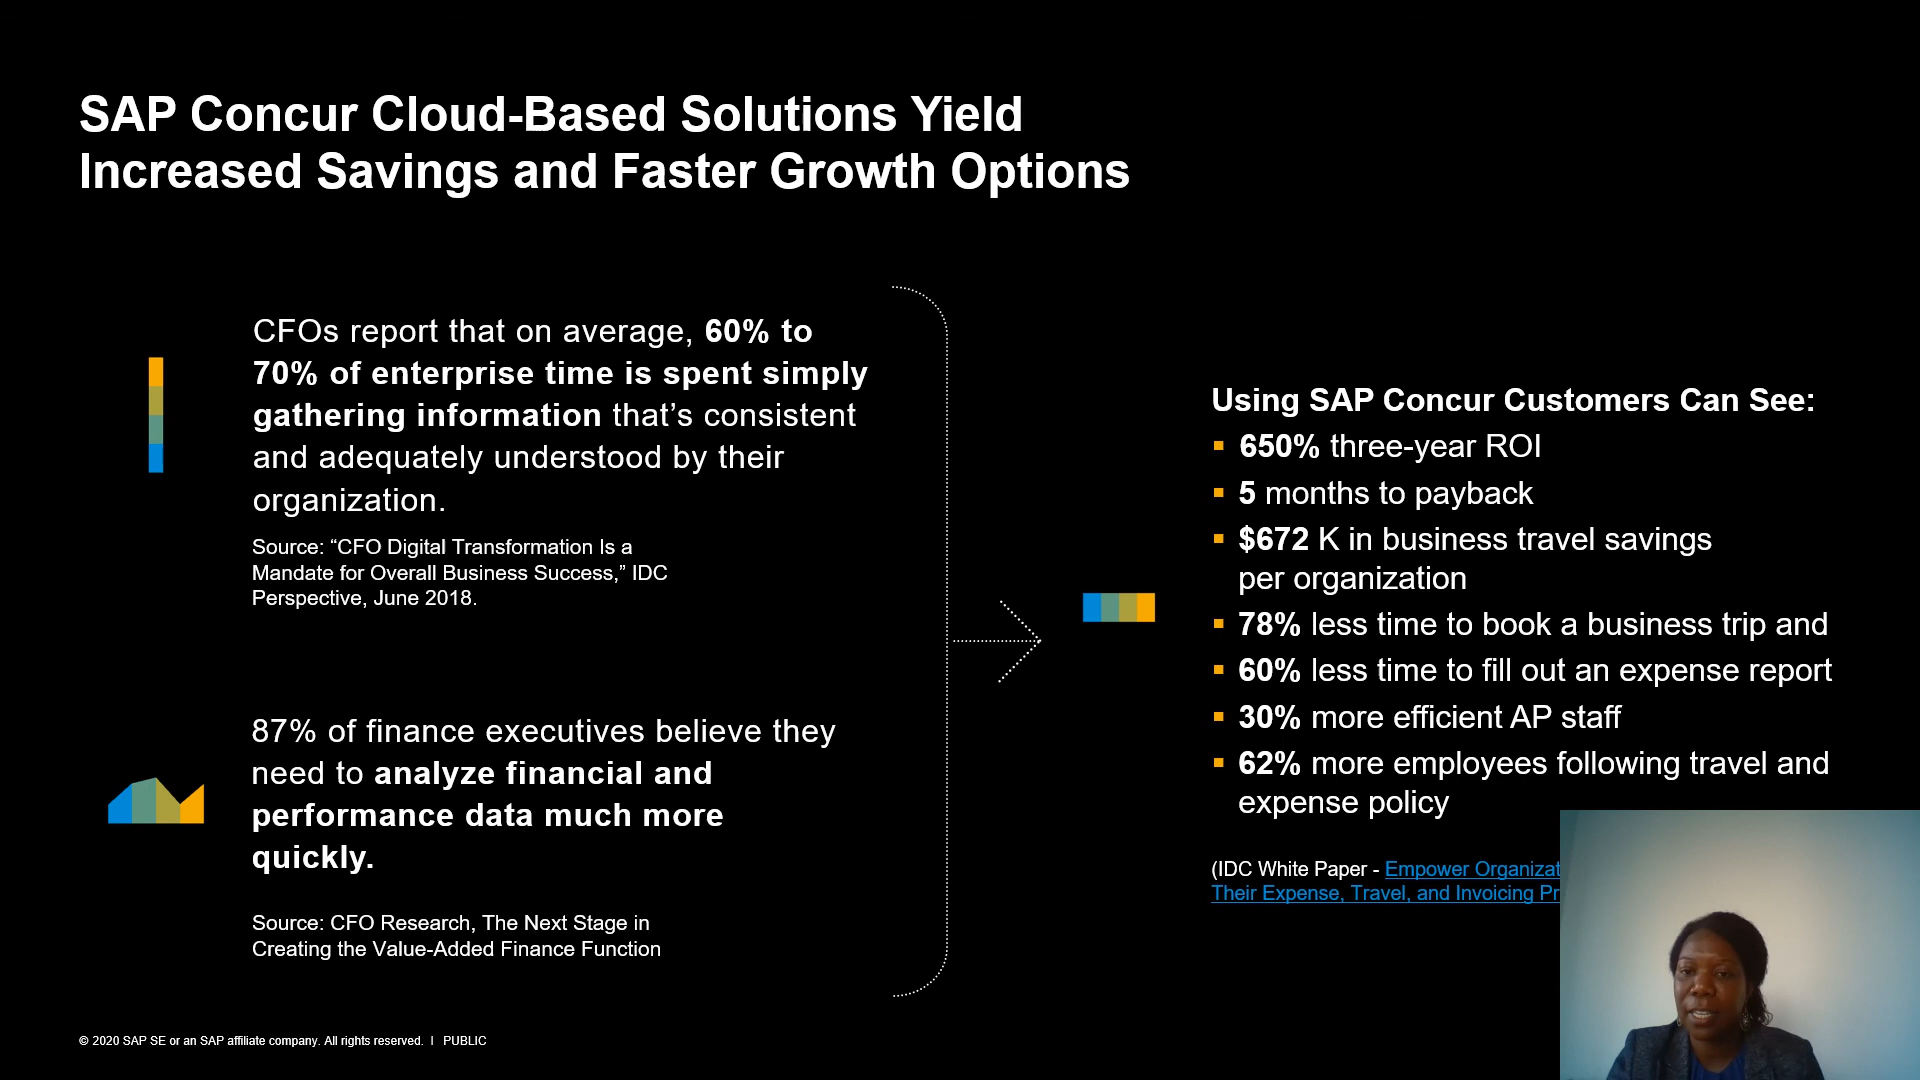 SAP Concur Cloud-Based Solutions Yield
Increased Savings and Faster Growth Options
CFOs report that on average, 60% to
70% of enterprise time is spent simply
gathering information that’s consistent
and adequately understood by their
organization.
Source: “CFO Digital Transformation Is a
Mandate for Overall Business Success,” IDC
Perspective, June 2018.
87% of finance executives believe they
need to analyze financial and
performance data much more
quickly.
Source: CFO Research, The Next Stage in
Creating the Value-Added Finance Function
Using SAP Concur Customers Can See:
▪ 650% three-year ROI
▪ 5 months to payback
▪ $672 K in business travel savings
per organization
▪ 78% less time to book a business trip and
▪ 60% less time to fill out an expense report
▪ 30% more efficient AP staff
▪ 62% more employees following travel and
expense policy
(IDC White Paper - Empower
Their Expense, Travel, and Invoicing
© 2020 SAP SE or an SAP affiliate company. All rights reserved. I PUBLIC